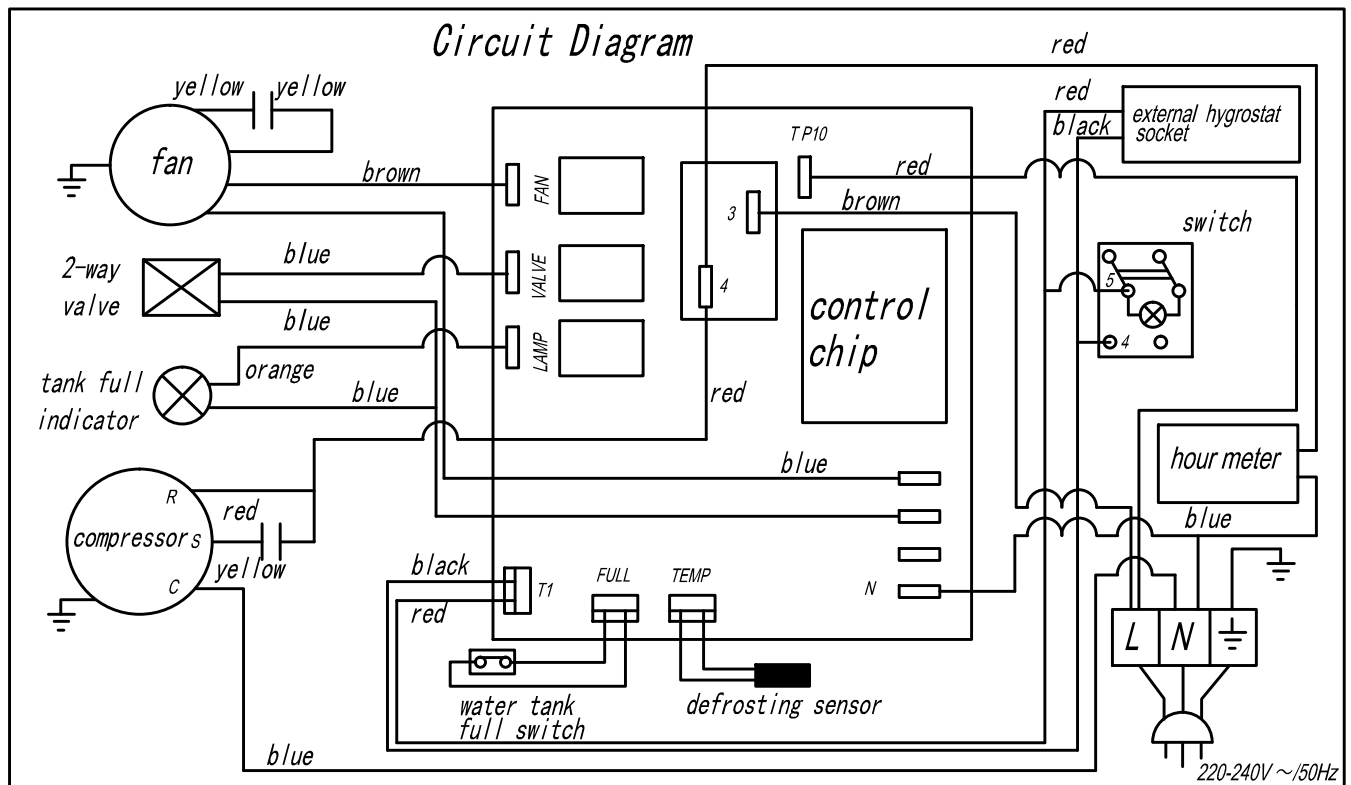 Circuit Diagram
red
yellow yellow
red
external hygrostat
socket
black
TP10
fan
brown
FAN
red
3
brown
switch
2-way
valve
blue
VALVE
4
5
control
chip
blue
LAMP
4
orange
tank full
indicator
blue
red
hour meter
blue
R
red
compressor
S
yellow
C
blue
black
T1
red
FULL
TEMP
N
L
N
water tank
full switch
defrosting sensor
blue
220-240V ～/50Hz